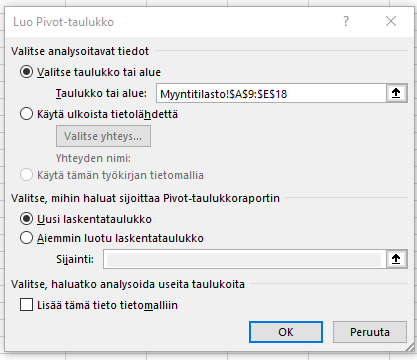 Luo Pivot-taulukko
Valitse analysoitavat tiedot
Valitse taulukko tai alue
Taulukko tai alue: Myyntitilasto!$A$9:$E$18
Käytä ulkoista tietolähdettä
Valitse yhteys...
Yhteyden nimi:
Käytä tämän työkirjan tietomallia
Valitse, mihin haluat sijoittaa Pivot-taulukkoraportin
Uusi laskentataulukko
Aiemmin luotu laskentataulukko
Sijainti:
Valitse, haluatko analysoida useita taulukoita
Lisää tämä tieto tietomalliin
OK Peruuta